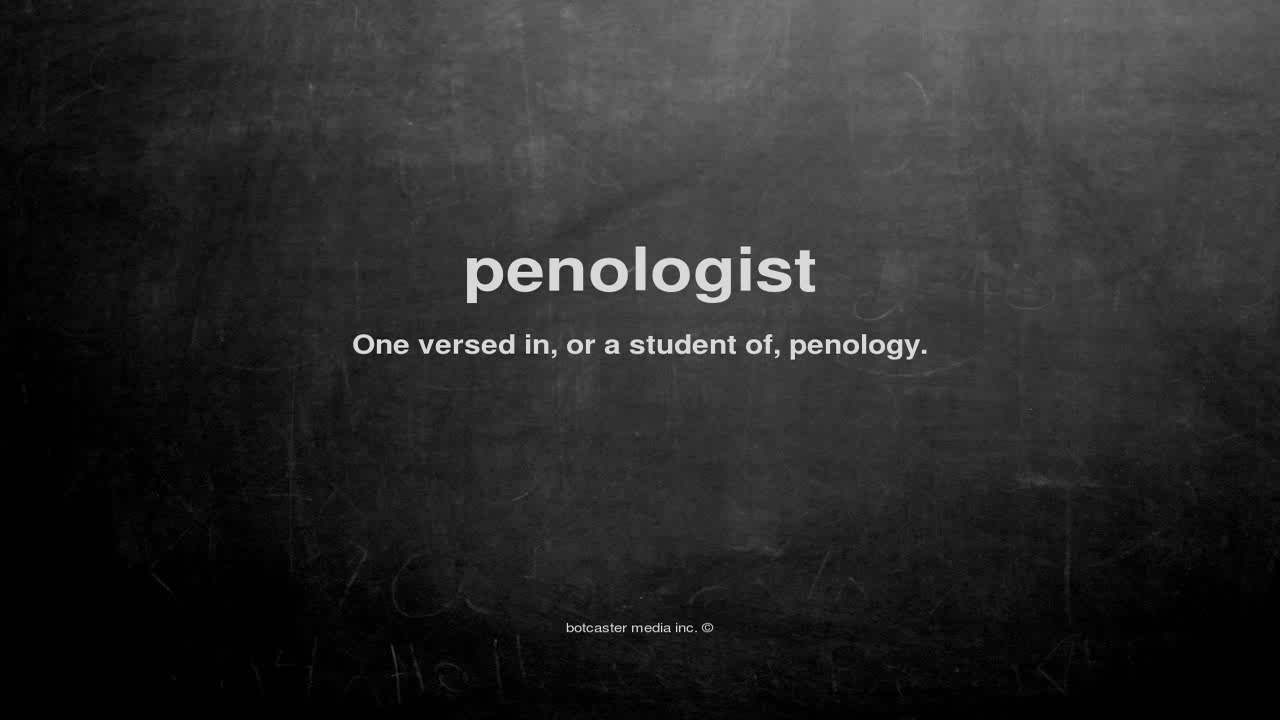 penologist
One versed in, or a student of, penology.
botcaster media inc. ©